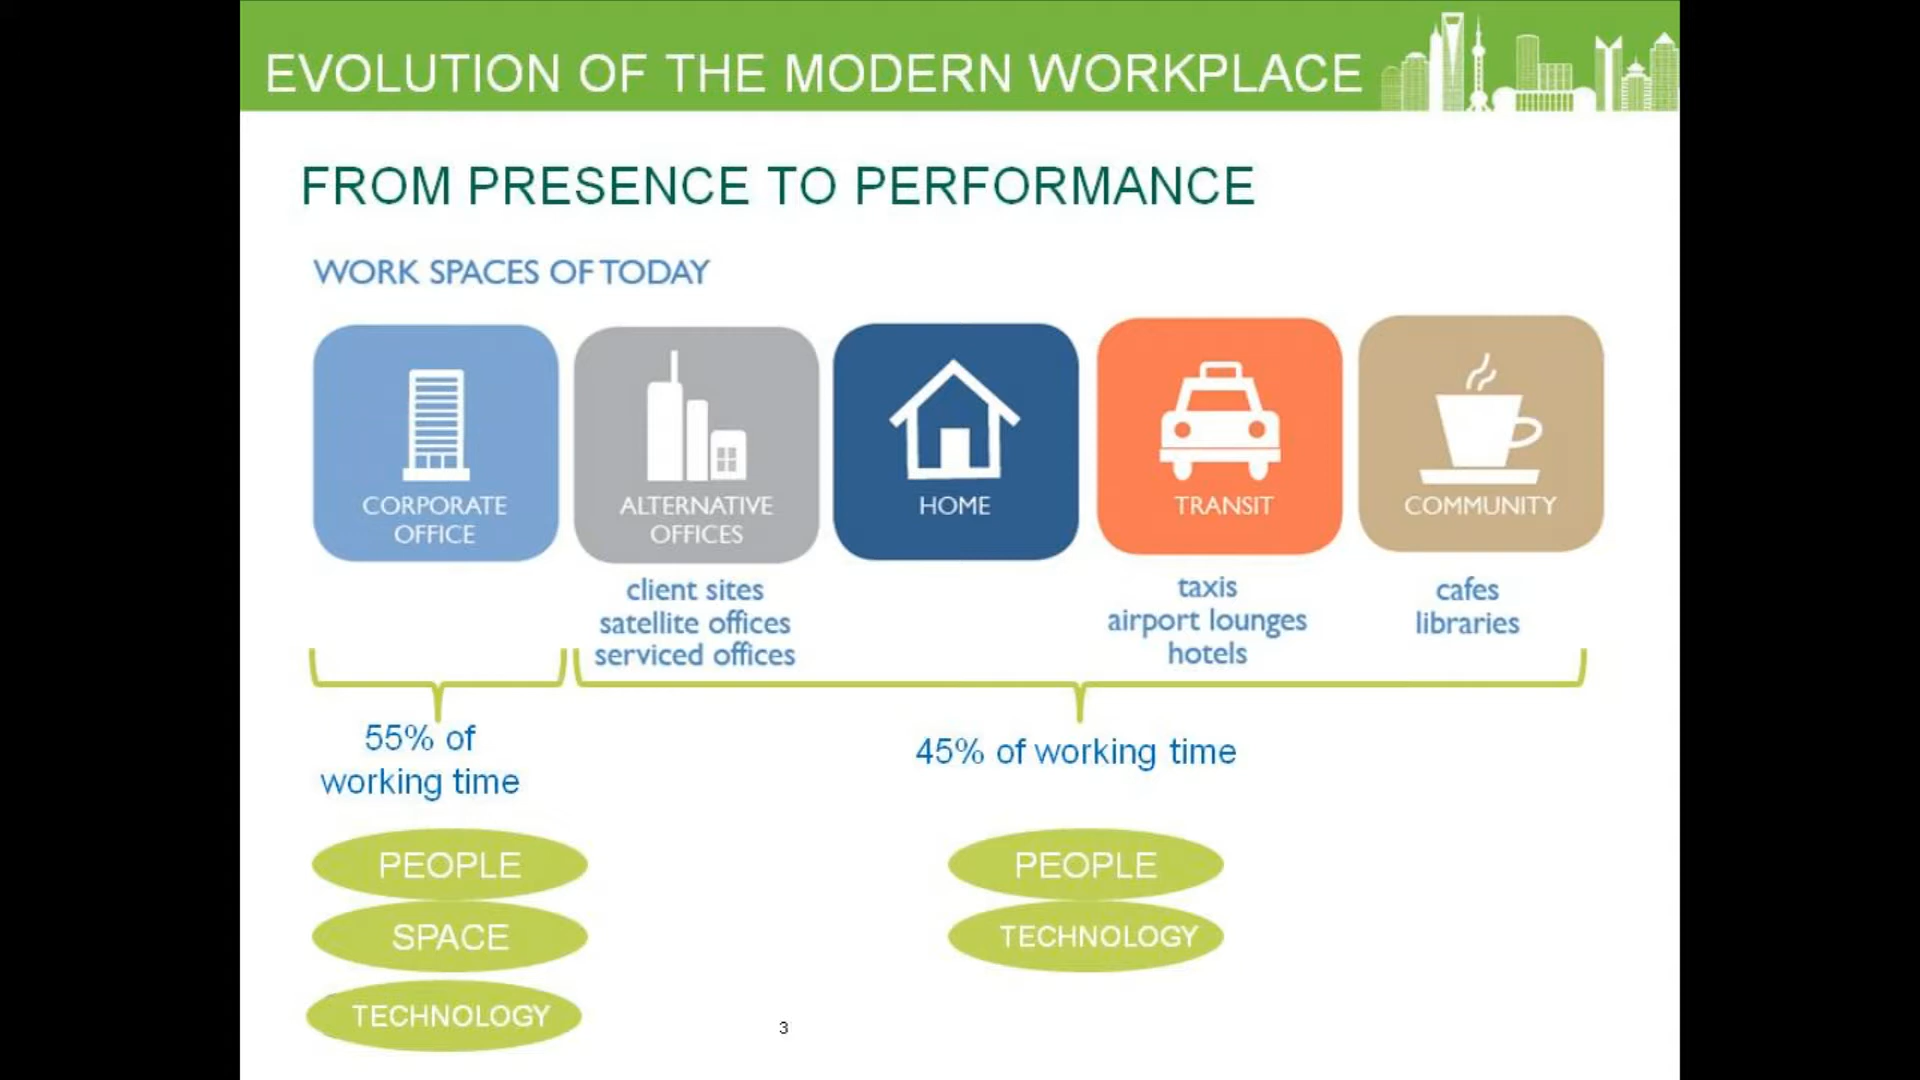 EVOLUTION OF THE MODERN WORKPLACE
FROM PRESENCE TO PERFORMANCE
WORK SPACES OF TODAY
CORPORATE
OFFICE
ALTERNATIVE
OFFICES
HOME
TRANSIT
COMMUNITY
client sites
satellite offices
serviced offices
taxis
airport lounges
hotels
cafes
libraries
55% of
working time
45% of working time
PEOPLE
SPACE
TECHNOLOGY
PEOPLE
TECHNOLOGY
3